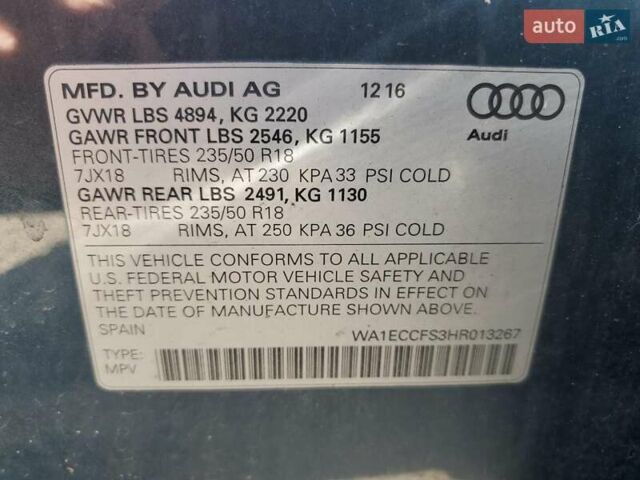 auto RIA .com
MFD. BY AUDI AG 12 16
GVWR LBS 4894, KG 2220
GAWR FRONT LBS 2546, KG 1155
FRONT-TIRES 235/50 R18
7JX18 RIMS, AT 230 KPA 33 PSI COLD
GAWR REAR LBS 2491, KG 1130
REAR-TIRES 235/50 R18
7JX18 RIMS, AT 250 KPA 36 PSI COLD
Audi
THIS VEHICLE CONFORMS TO ALL APPLICABLE
U.S. FEDERAL MOTOR VEHICLE SAFETY AND
THEFT PREVENTION STANDARDS IN EFFECT ON
THE DATE OF MANUFACTURE SHOWN ABOVE.
SPAIN WA1ECCFS3HR013267
TYPE:
MPV